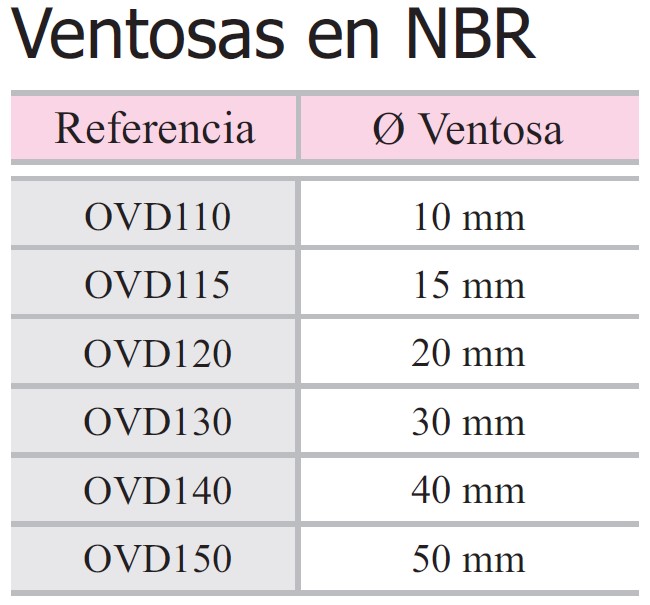 Ventosas en NBR
Referencia Ø Ventosa
OVD110 10 mm
OVD115 15 mm
OVD120 20 mm
OVD130 30 mm
OVD140 40 mm
OVD150 50 mm